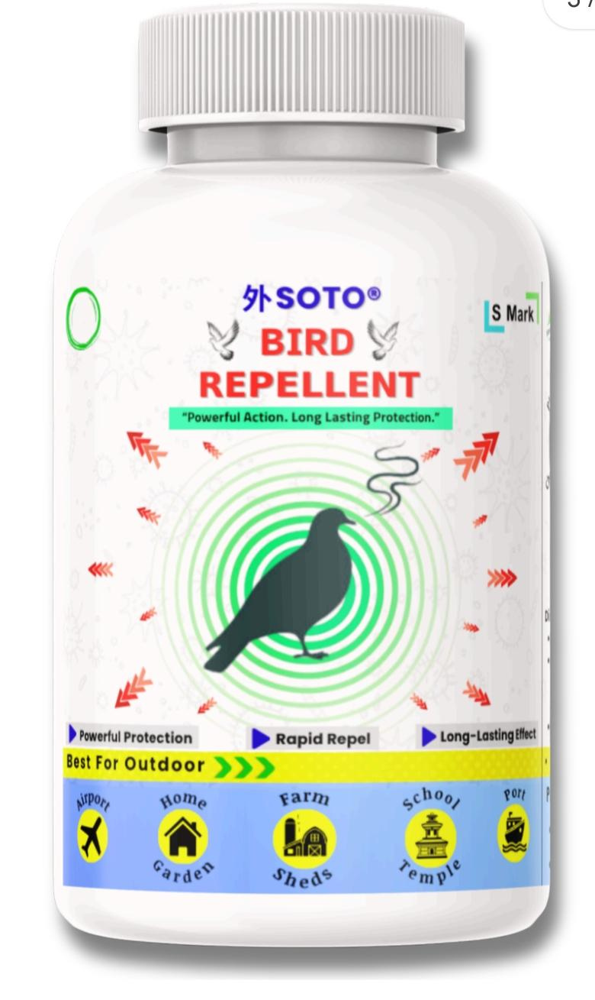 外SOTO®
BIRD
REPELLENT
S Mark
"Powerful Action. Long Lasting Protection."
Powerful Protection
Rapid Repel
Long-Lasting Effect
Best For Outdoor
Airport
Home
Garden
Farm
Sheds
School
Temple
Port